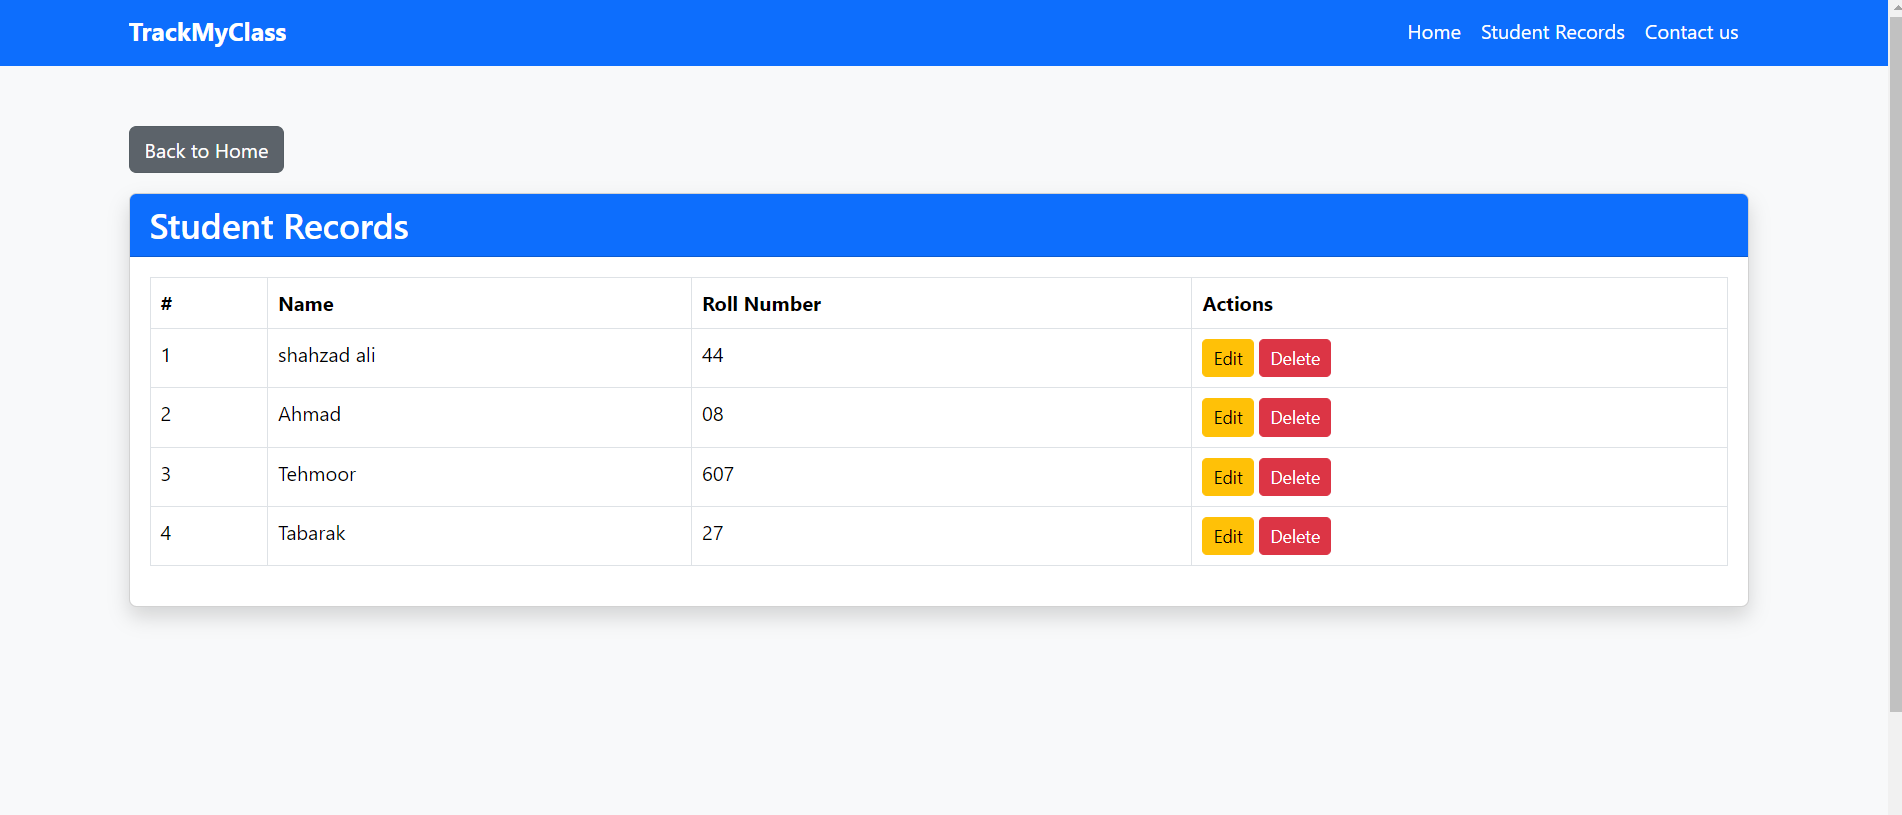 TrackMyClass Home Student Records Contact us
Back to Home
Student Records
# Name Roll Number Actions
1 shahzad ali 44 Edit Delete
2 Ahmad 08 Edit Delete
3 Tehmoor 607 Edit Delete
4 Tabarak 27 Edit Delete